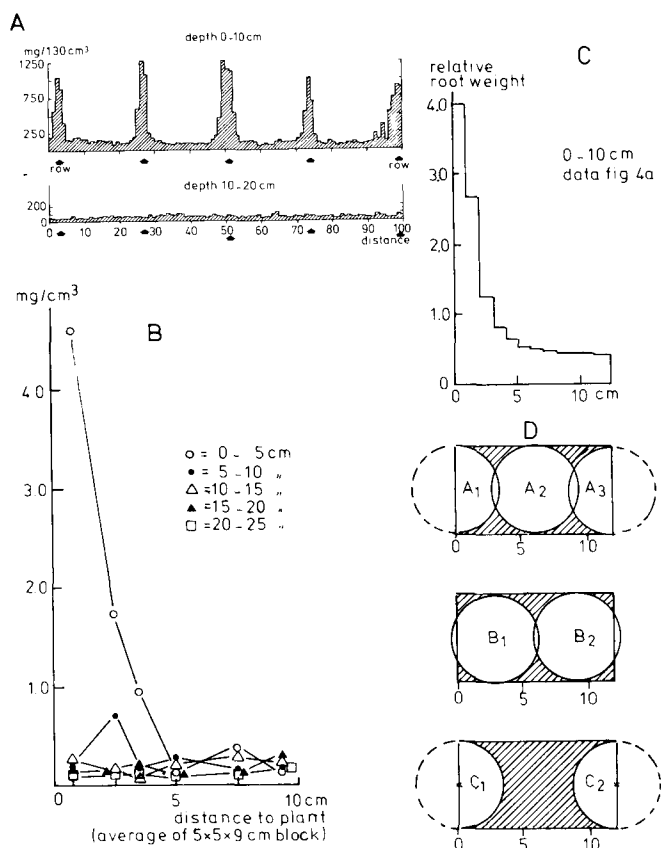 A
depth 0-10cm
mg/130cm³
1250
750
250
row
row
depth 10-20cm
200
0
0 10 20 30 40 50 60 70 80 90 100
distance
C
relative
root weight
4,0
3,0
2,0
1.0
0
0 5 10 cm
0-10cm
data fig 4a
mg/cm³
B
4.0
3.0
2.0
1.0
○ = 0 - 5cm
● = 5-10 "
△ =10-15 "
▲ =15-20 "
□ =20-25 "
0 5 10cm
distance to plant
(average of 5×5×9cm block)
D
A1 A2 A3
0 5 10
B1 B2
0 5 10
C1 C2
0 5 10